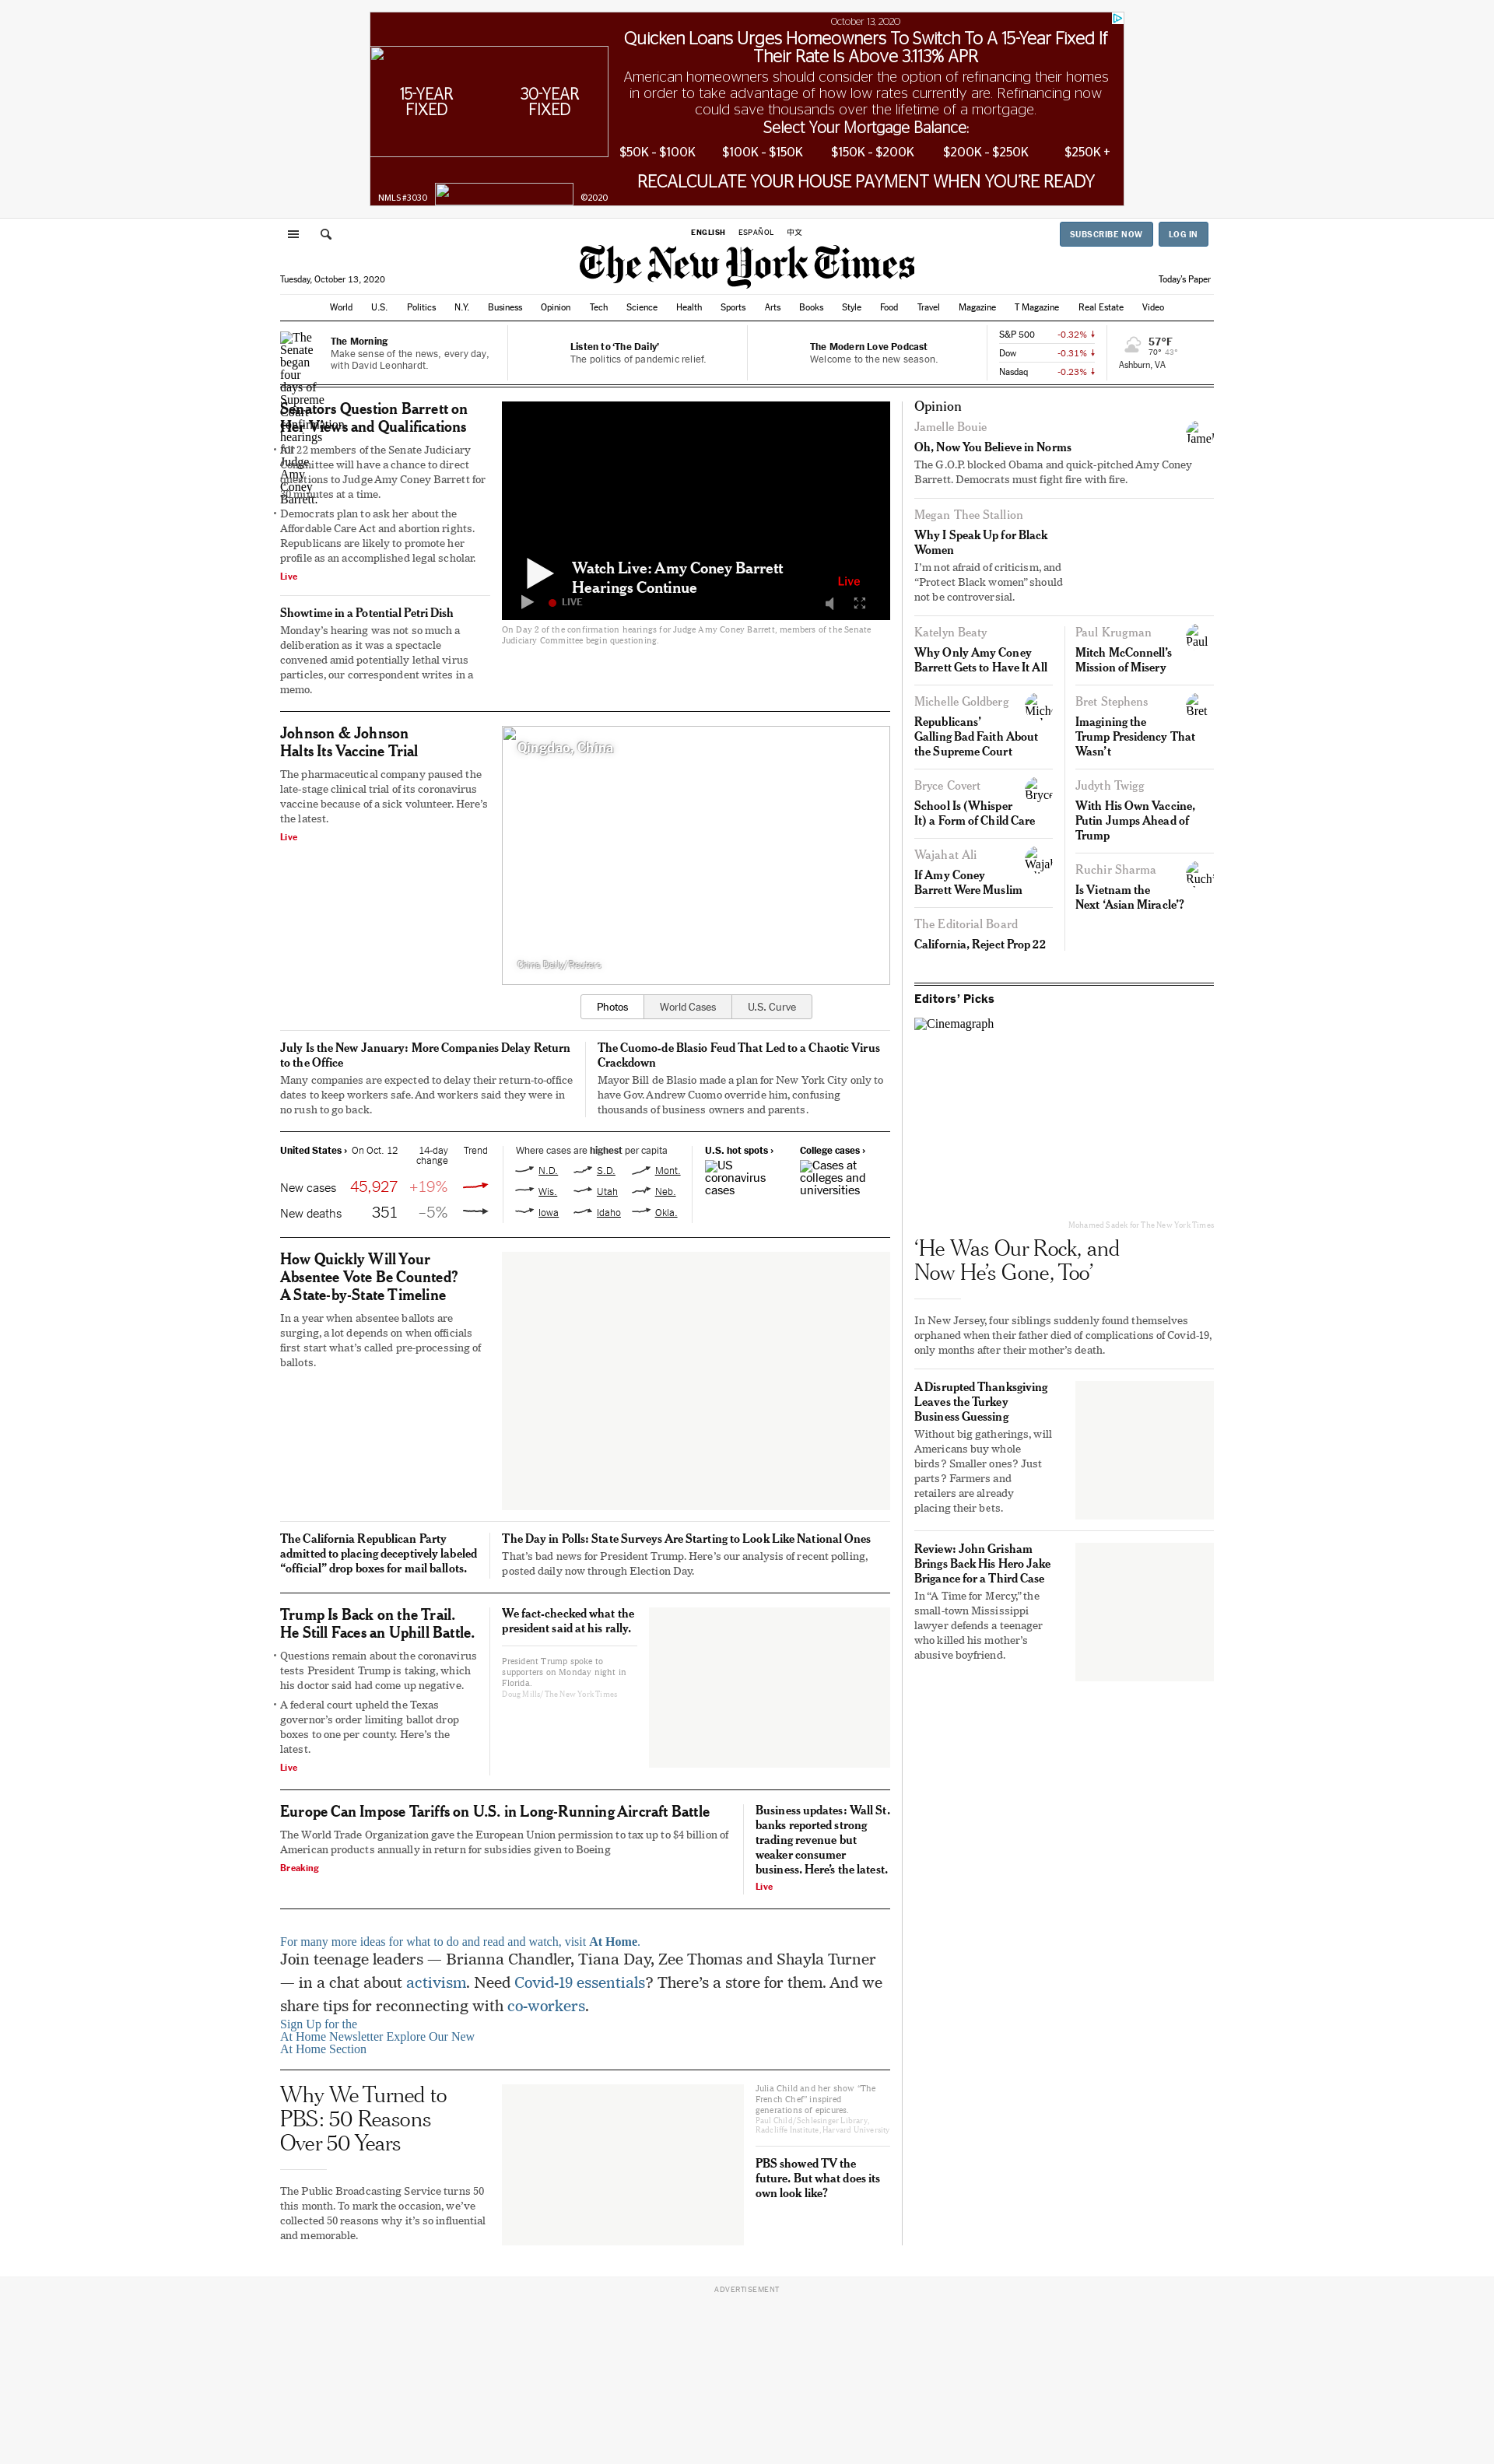 October 13, 2020
Quicken Loans Urges Homeowners To Switch To A 15-Year Fixed If
Their Rate Is Above 3.113% APR
American homeowners should consider the option of refinancing their homes
in order to take advantage of how low rates currently are. Refinancing now
could save thousands over the lifetime of a mortgage.
Select Your Mortgage Balance:
15-YEAR
FIXED
30-YEAR
FIXED
$50K - $100K $100K - $150K $150K - $200K $200K - $250K $250K +
RECALCULATE YOUR HOUSE PAYMENT WHEN YOU'RE READY
NMLS #3030 ©2020
ENGLISH ESPAÑOL 中文
SUBSCRIBE NOW LOG IN
The New York Times
Tuesday, October 13, 2020
Today's Paper
World U.S. Politics N.Y. Business Opinion Tech Science Health Sports Arts Books Style Food Travel Magazine T Magazine Real Estate Video
The Senate began four days of Supreme Court confirmation hearings for Judge Amy Coney Barrett.
The Morning
Make sense of the news, every day,
with David Leonhardt.
Listen to ‘The Daily’
The politics of pandemic relief.
The Modern Love Podcast
Welcome to the new season.
S&P 500 -0.32%
Dow -0.31%
Nasdaq -0.23%
57°F
70° 43°
Ashburn, VA
Senators Question Barrett on
Her Views and Qualifications
All 22 members of the Senate Judiciary
Committee will have a chance to direct
questions to Judge Amy Coney Barrett for
30 minutes at a time.
Democrats plan to ask her about the
Affordable Care Act and abortion rights.
Republicans are likely to promote her
profile as an accomplished legal scholar.
Live
Showtime in a Potential Petri Dish
Monday’s hearing was not so much a
deliberation as it was a spectacle
convened amid potentially lethal virus
particles, our correspondent writes in a
memo.
Watch Live: Amy Coney Barrett
Hearings Continue
Live
LIVE
On Day 2 of the confirmation hearings for Judge Amy Coney Barrett, members of the Senate
Judiciary Committee begin questioning.
Johnson & Johnson
Halts Its Vaccine Trial
The pharmaceutical company paused the
late-stage clinical trial of its coronavirus
vaccine because of a sick volunteer. Here’s
the latest.
Live
Qingdao, China
China Daily/Reuters
Photos World Cases U.S. Curve
July Is the New January: More Companies Delay Return
to the Office
Many companies are expected to delay their return-to-office
dates to keep workers safe. And workers said they were in
no rush to go back.
The Cuomo-de Blasio Feud That Led to a Chaotic Virus
Crackdown
Mayor Bill de Blasio made a plan for New York City only to
have Gov. Andrew Cuomo override him, confusing
thousands of business owners and parents.
United States › On Oct. 12 14-day
change Trend
New cases 45,927 +19%
New deaths 351 –5%
Where cases are highest per capita
N.D. S.D. Mont.
Wis. Utah Neb.
Iowa Idaho Okla.
U.S. hot spots ›
US
coronavirus
cases
College cases ›
Cases at
colleges and
universities
How Quickly Will Your
Absentee Vote Be Counted?
A State-by-State Timeline
In a year when absentee ballots are
surging, a lot depends on when officials
first start what’s called pre-processing of
ballots.
The California Republican Party
admitted to placing deceptively labeled
“official” drop boxes for mail ballots.
The Day in Polls: State Surveys Are Starting to Look Like National Ones
That’s bad news for President Trump. Here’s our analysis of recent polling,
posted daily now through Election Day.
Trump Is Back on the Trail.
He Still Faces an Uphill Battle.
Questions remain about the coronavirus
tests President Trump is taking, which
his doctor said had come up negative.
A federal court upheld the Texas
governor’s order limiting ballot drop
boxes to one per county. Here’s the
latest.
Live
We fact-checked what the
president said at his rally.
President Trump spoke to
supporters on Monday night in
Florida.
Doug Mills/The New York Times
Europe Can Impose Tariffs on U.S. in Long-Running Aircraft Battle
The World Trade Organization gave the European Union permission to tax up to $4 billion of
American products annually in return for subsidies given to Boeing
Breaking
Business updates: Wall St.
banks reported strong
trading revenue but
weaker consumer
business. Here’s the latest.
Live
For many more ideas for what to do and read and watch, visit At Home.
Join teenage leaders — Brianna Chandler, Tiana Day, Zee Thomas and Shayla Turner
— in a chat about activism. Need Covid-19 essentials? There’s a store for them. And we
share tips for reconnecting with co-workers.
Sign Up for the
At Home Newsletter Explore Our New
At Home Section
Why We Turned to
PBS: 50 Reasons
Over 50 Years
The Public Broadcasting Service turns 50
this month. To mark the occasion, we’ve
collected 50 reasons why it’s so influential
and memorable.
Julia Child and her show “The
French Chef” inspired
generations of epicures.
Paul Child/Schlesinger Library,
Radcliffe Institute, Harvard University
PBS showed TV the
future. But what does its
own look like?
Opinion
Jamelle Bouie
Oh, Now You Believe in Norms
The G.O.P. blocked Obama and quick-pitched Amy Coney
Barrett. Democrats must fight fire with fire.
Megan Thee Stallion
Why I Speak Up for Black
Women
I’m not afraid of criticism, and
“Protect Black women” should
not be controversial.
Katelyn Beaty
Why Only Amy Coney
Barrett Gets to Have It All
Michelle Goldberg
Republicans’
Galling Bad Faith About
the Supreme Court
Bryce Covert
Bryce
School Is (Whisper
It) a Form of Child Care
Wajahat Ali
If Amy Coney
Barrett Were Muslim
The Editorial Board
California, Reject Prop 22
Paul Krugman
Paul
Mitch McConnell’s
Mission of Misery
Bret Stephens
Bret
Imagining the
Trump Presidency That
Wasn’t
Judyth Twigg
With His Own Vaccine,
Putin Jumps Ahead of
Trump
Ruchir Sharma
Is Vietnam the
Next ‘Asian Miracle’?
Editors’ Picks
Cinemagraph
Mohamed Sadek for The New York Times
‘He Was Our Rock, and
Now He’s Gone, Too’
In New Jersey, four siblings suddenly found themselves
orphaned when their father died of complications of Covid-19,
only months after their mother’s death.
A Disrupted Thanksgiving
Leaves the Turkey
Business Guessing
Without big gatherings, will
Americans buy whole
birds? Smaller ones? Just
parts? Farmers and
retailers are already
placing their bets.
Review: John Grisham
Brings Back His Hero Jake
Brigance for a Third Case
In “A Time for Mercy,” the
small-town Mississippi
lawyer defends a teenager
who killed his mother’s
abusive boyfriend.
ADVERTISEMENT